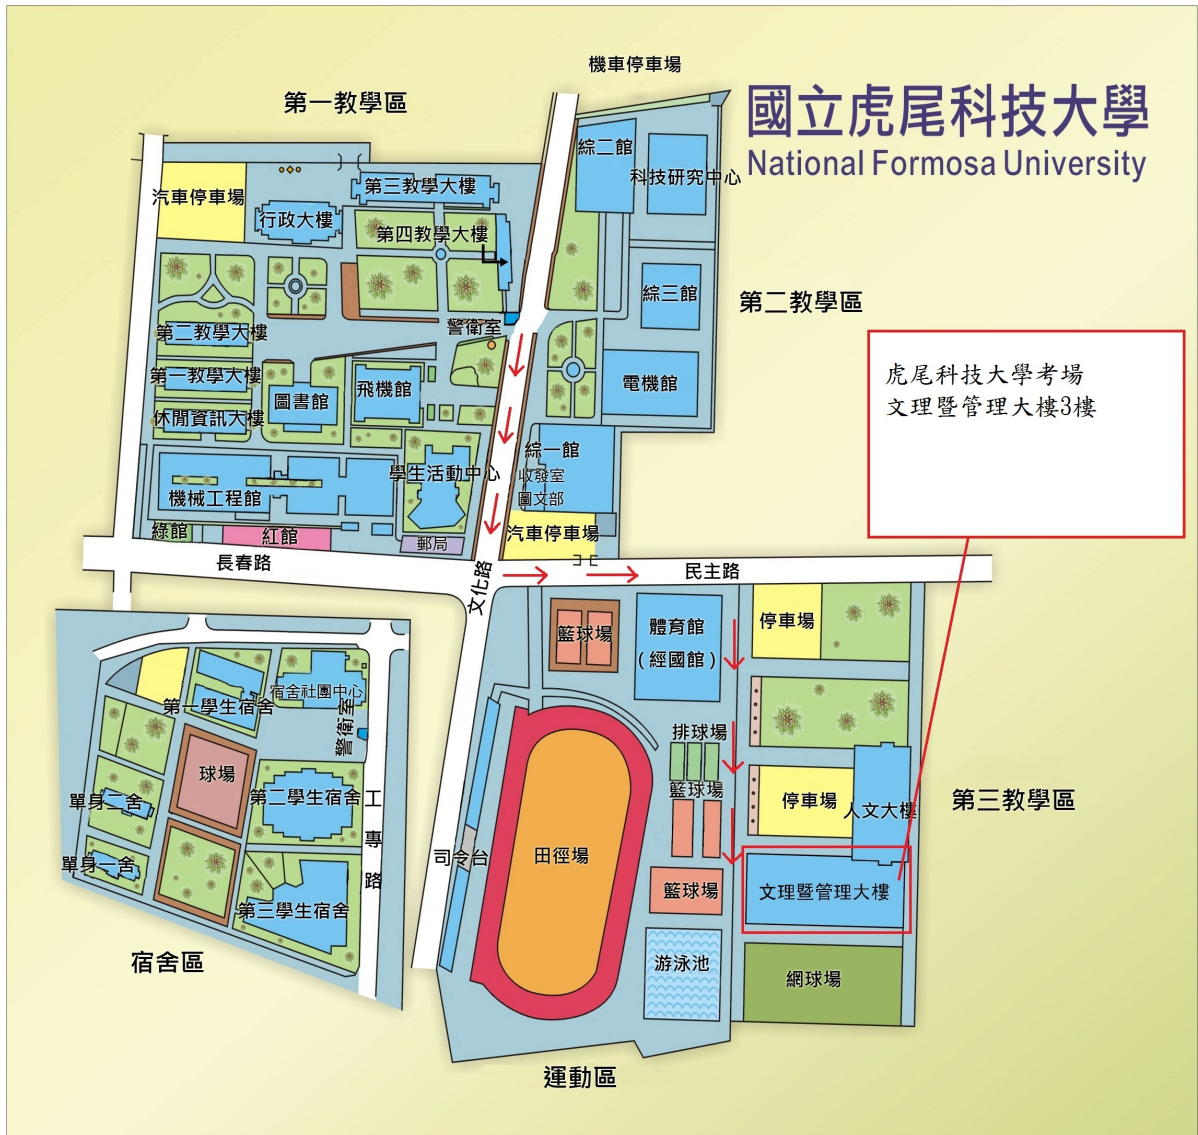 機車停車場
第一教學區
國立虎尾科技大學
National Formosa University
綜二館
科技研究中心
第三教學大樓
汽車停車場
行政大樓
第四教學大樓
綜三館
第二教學區
警衛室
第二教學大樓
第一教學大樓
圖書館
飛機館
電機館
虎尾科技大學考場
文理暨管理大樓3樓
休閒資訊大樓
綜一館
收發室
圖文部
學生活動中心
機械工程館
綠館
紅館
郵局
汽車停車場
長春路
文化路
民主路
籃球場
體育館
(經國館)
停車場
宿舍社團中心
第一學生宿舍
警衛室
排球場
球場
籃球場
第二學生宿舍
單身二舍
停車場
人文大樓
第三教學區
工專路
單身一舍
司令台
田徑場
籃球場
文理暨管理大樓
第三學生宿舍
宿舍區
游泳池
網球場
運動區